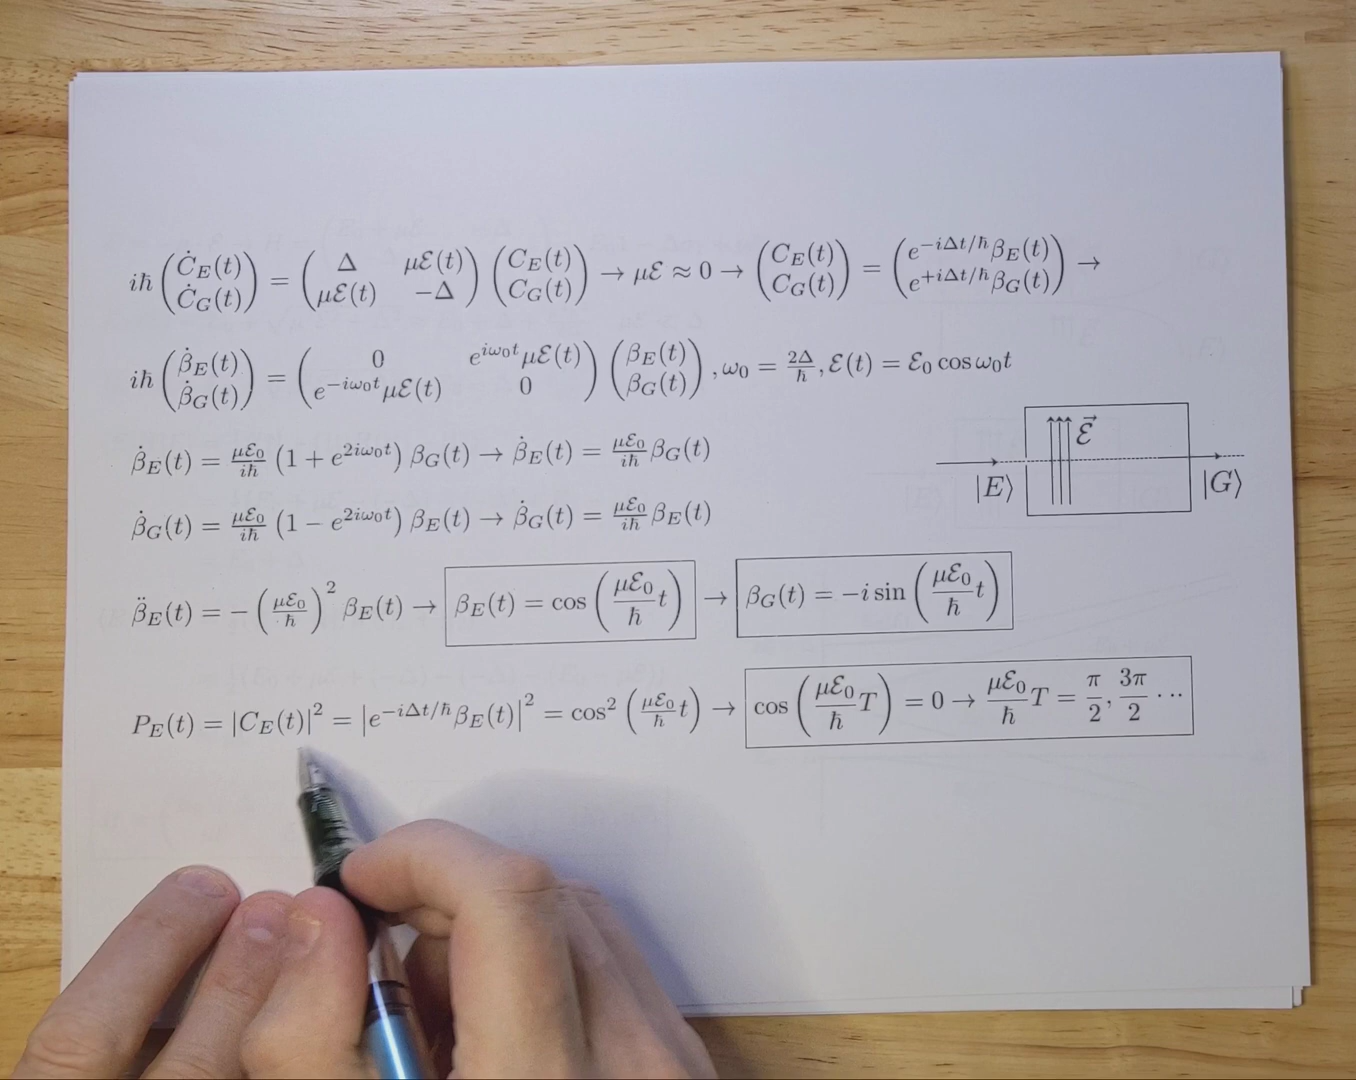 iħ (Ċ_E(t) ; Ċ_G(t)) = (Δ  μℰ(t) ; μℰ(t)  −Δ) (C_E(t) ; C_G(t)) → μℰ ≈ 0 → (C_E(t) ; C_G(t)) = (e^{−iΔt/ħ} β_E(t) ; e^{+iΔt/ħ} β_G(t)) →
iħ (β̇_E(t) ; β̇_G(t)) = (0  e^{iω₀t} μℰ(t) ; e^{−iω₀t} μℰ(t)  0) (β_E(t) ; β_G(t)), ω₀ = 2Δ/ħ, ℰ(t) = ℰ₀ cos ω₀t
β̇_E(t) = μℰ₀/iħ (1 + e^{2iω₀t}) β_G(t) → β̇_E(t) = μℰ₀/iħ β_G(t)
β̇_G(t) = μℰ₀/iħ (1 − e^{2iω₀t}) β_E(t) → β̇_G(t) = μℰ₀/iħ β_E(t)
ℰ⃗
|E⟩
|G⟩
β̈_E(t) = −(μℰ₀/ħ)² β_E(t) → β_E(t) = cos(μℰ₀/ħ t) → β_G(t) = −i sin(μℰ₀/ħ t)
P_E(t) = |C_E(t)|² = |e^{−iΔt/ħ} β_E(t)|² = cos²(μℰ₀/ħ t) → cos(μℰ₀/ħ T) = 0 → μℰ₀/ħ T = π/2, 3π/2 ···